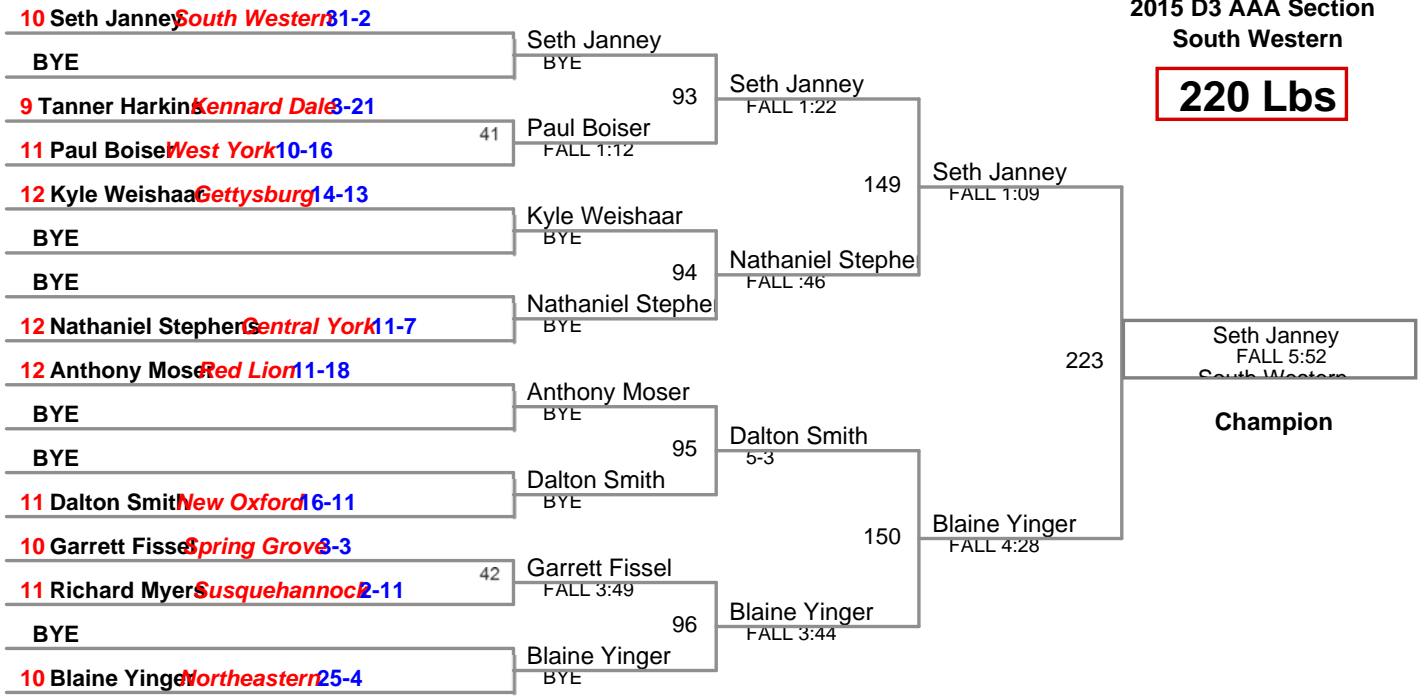 2015 D3 AAA Section
South Western
220 Lbs
10 Seth Janney South Western 31-2
BYE
9 Tanner Harkins Kennard Dale 3-21
11 Paul Boiser West York 10-16
12 Kyle Weishaar Gettysburg 14-13
BYE
BYE
12 Nathaniel Stephens Central York 11-7
12 Anthony Moser Red Lion 11-18
BYE
BYE
11 Dalton Smith New Oxford 16-11
10 Garrett Fissel Spring Grove 3-3
11 Richard Myers Susquehannock 2-11
BYE
10 Blaine Yinger Northeastern 25-4
41
42
Seth Janney
BYE
Paul Boiser
FALL 1:12
Kyle Weishaar
BYE
Nathaniel Stephe
BYE
Anthony Moser
BYE
Dalton Smith
BYE
Garrett Fissel
FALL 3:49
Blaine Yinger
BYE
93
94
95
96
Seth Janney
FALL 1:22
Nathaniel Stephe
FALL :46
Dalton Smith
5-3
Blaine Yinger
FALL 3:44
149
150
Seth Janney
FALL 1:09
Blaine Yinger
FALL 4:28
223
Seth Janney
FALL 5:52
South Western
Champion